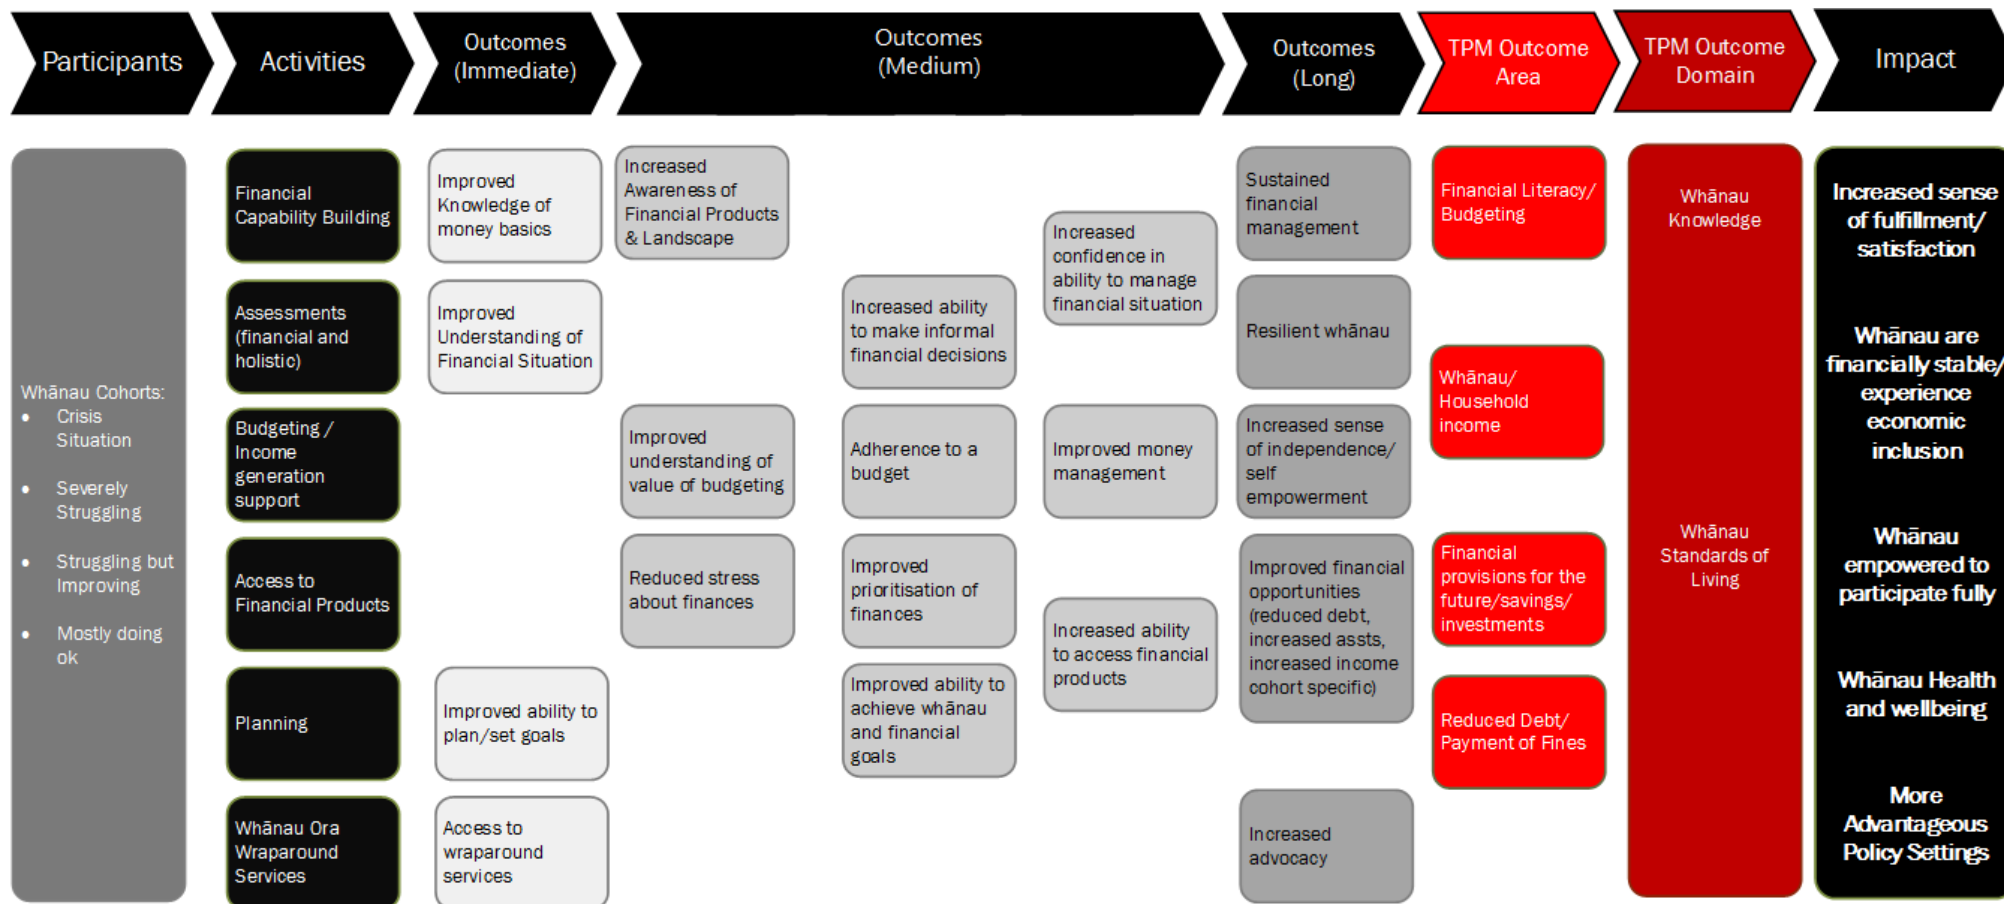 Participants
Activities
Outcomes
(Immediate)
Outcomes
(Medium)
Outcomes
(Long)
TPM Outcome
Area
TPM Outcome
Domain
Impact
Whānau Cohorts:
• Crisis
Situation
• Severely
Struggling
• Struggling but
Improving
• Mostly doing
ok
Financial
Capability Building
Assessments
(financial and
holistic)
Budgeting /
Income
generation
support
Access to
Financial Products
Planning
Whānau Ora
Wraparound
Services
Improved
Knowledge of
money basics
Improved
Understanding of
Financial Situation
Improved ability to
plan/set goals
Access to
wraparound
services
Increased
Awareness of
Financial Products
& Landscape
Improved
understanding of
value of budgeting
Reduced stress
about finances
Increased ability
to make informal
financial decisions
Adherence to a
budget
Improved
prioritisation of
finances
Improved ability to
achieve whānau
and financial
goals
Increased
confidence in
ability to manage
financial situation
Improved money
management
Increased ability
to access financial
products
Sustained
financial
management
Resilient whānau
Increased sense
of independence/
self
empowerment
Improved financial
opportunities
(reduced debt,
increased assts,
increased income
cohort specific)
Increased
advocacy
Financial Literacy/
Budgeting
Whānau/
Household
income
Financial
provisions for the
future/savings/
investments
Reduced Debt/
Payment of Fines
Whānau
Knowledge
Whānau
Standards of
Living
Increased sense
of fulfillment/
satisfaction
Whānau are
financially stable/
experience
economic
inclusion
Whānau
empowered to
participate fully
Whānau Health
and wellbeing
More
Advantageous
Policy Settings